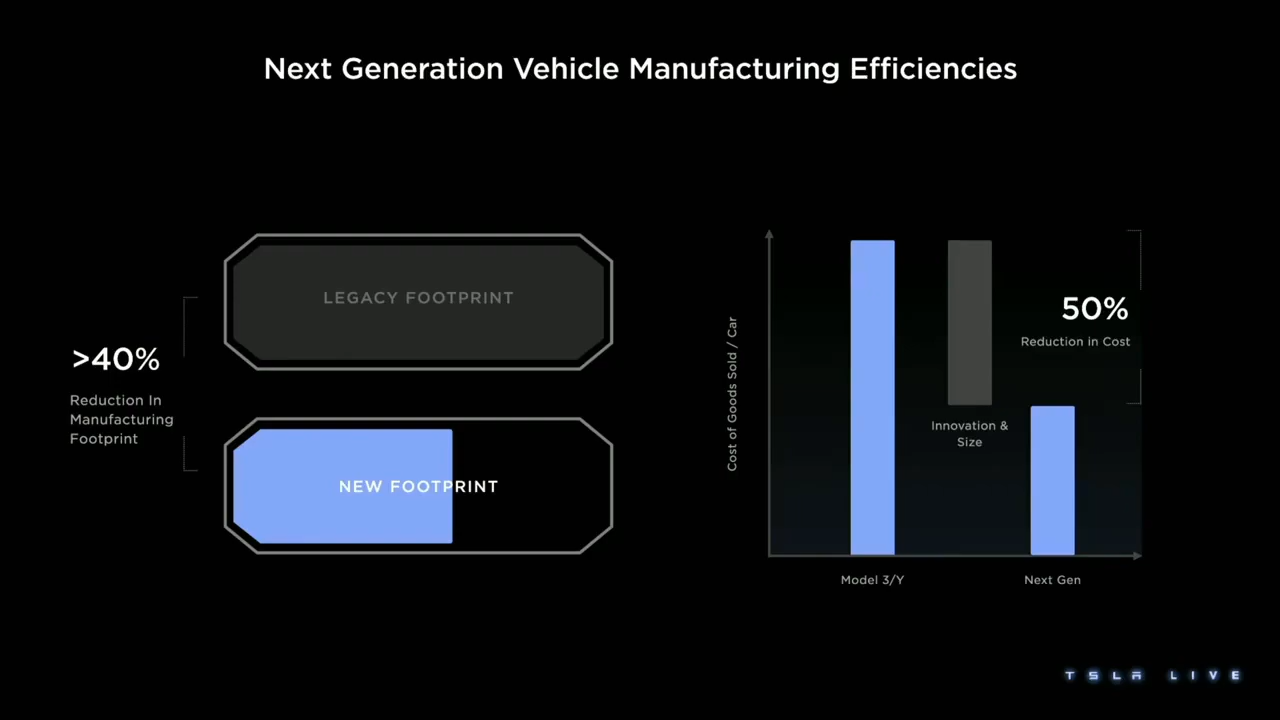 Next Generation Vehicle Manufacturing Efficiencies
LEGACY FOOTPRINT
>40%
Reduction In
Manufacturing
Footprint
NEW FOOTPRINT
Cost of Goods Sold / Car
50%
Reduction in Cost
Innovation &
Size
Model 3/Y
Next Gen
TSLA LIVE